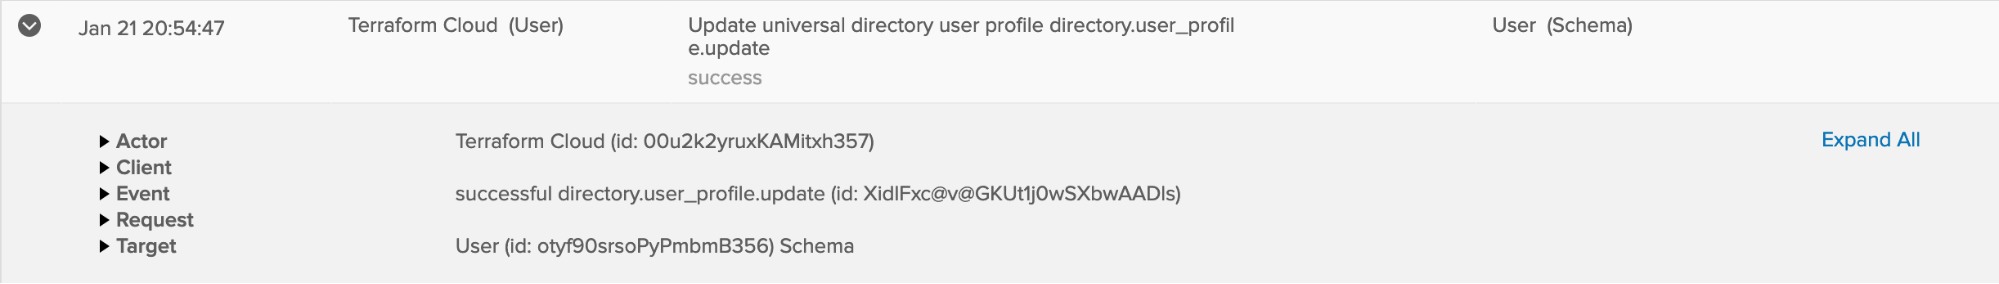 Jan 21 20:54:47
Terraform Cloud (User)
Update universal directory user profile directory.user_profil
e.update
success
User (Schema)
Actor
Terraform Cloud (id: 00u2k2yruxKAMitxh357)
Expand All
Client
Event
successful directory.user_profile.update (id: XidlFxc@v@GKUt1j0wSXbwAADls)
Request
Target
User (id: otyf90srsoPyPmbmB356) Schema